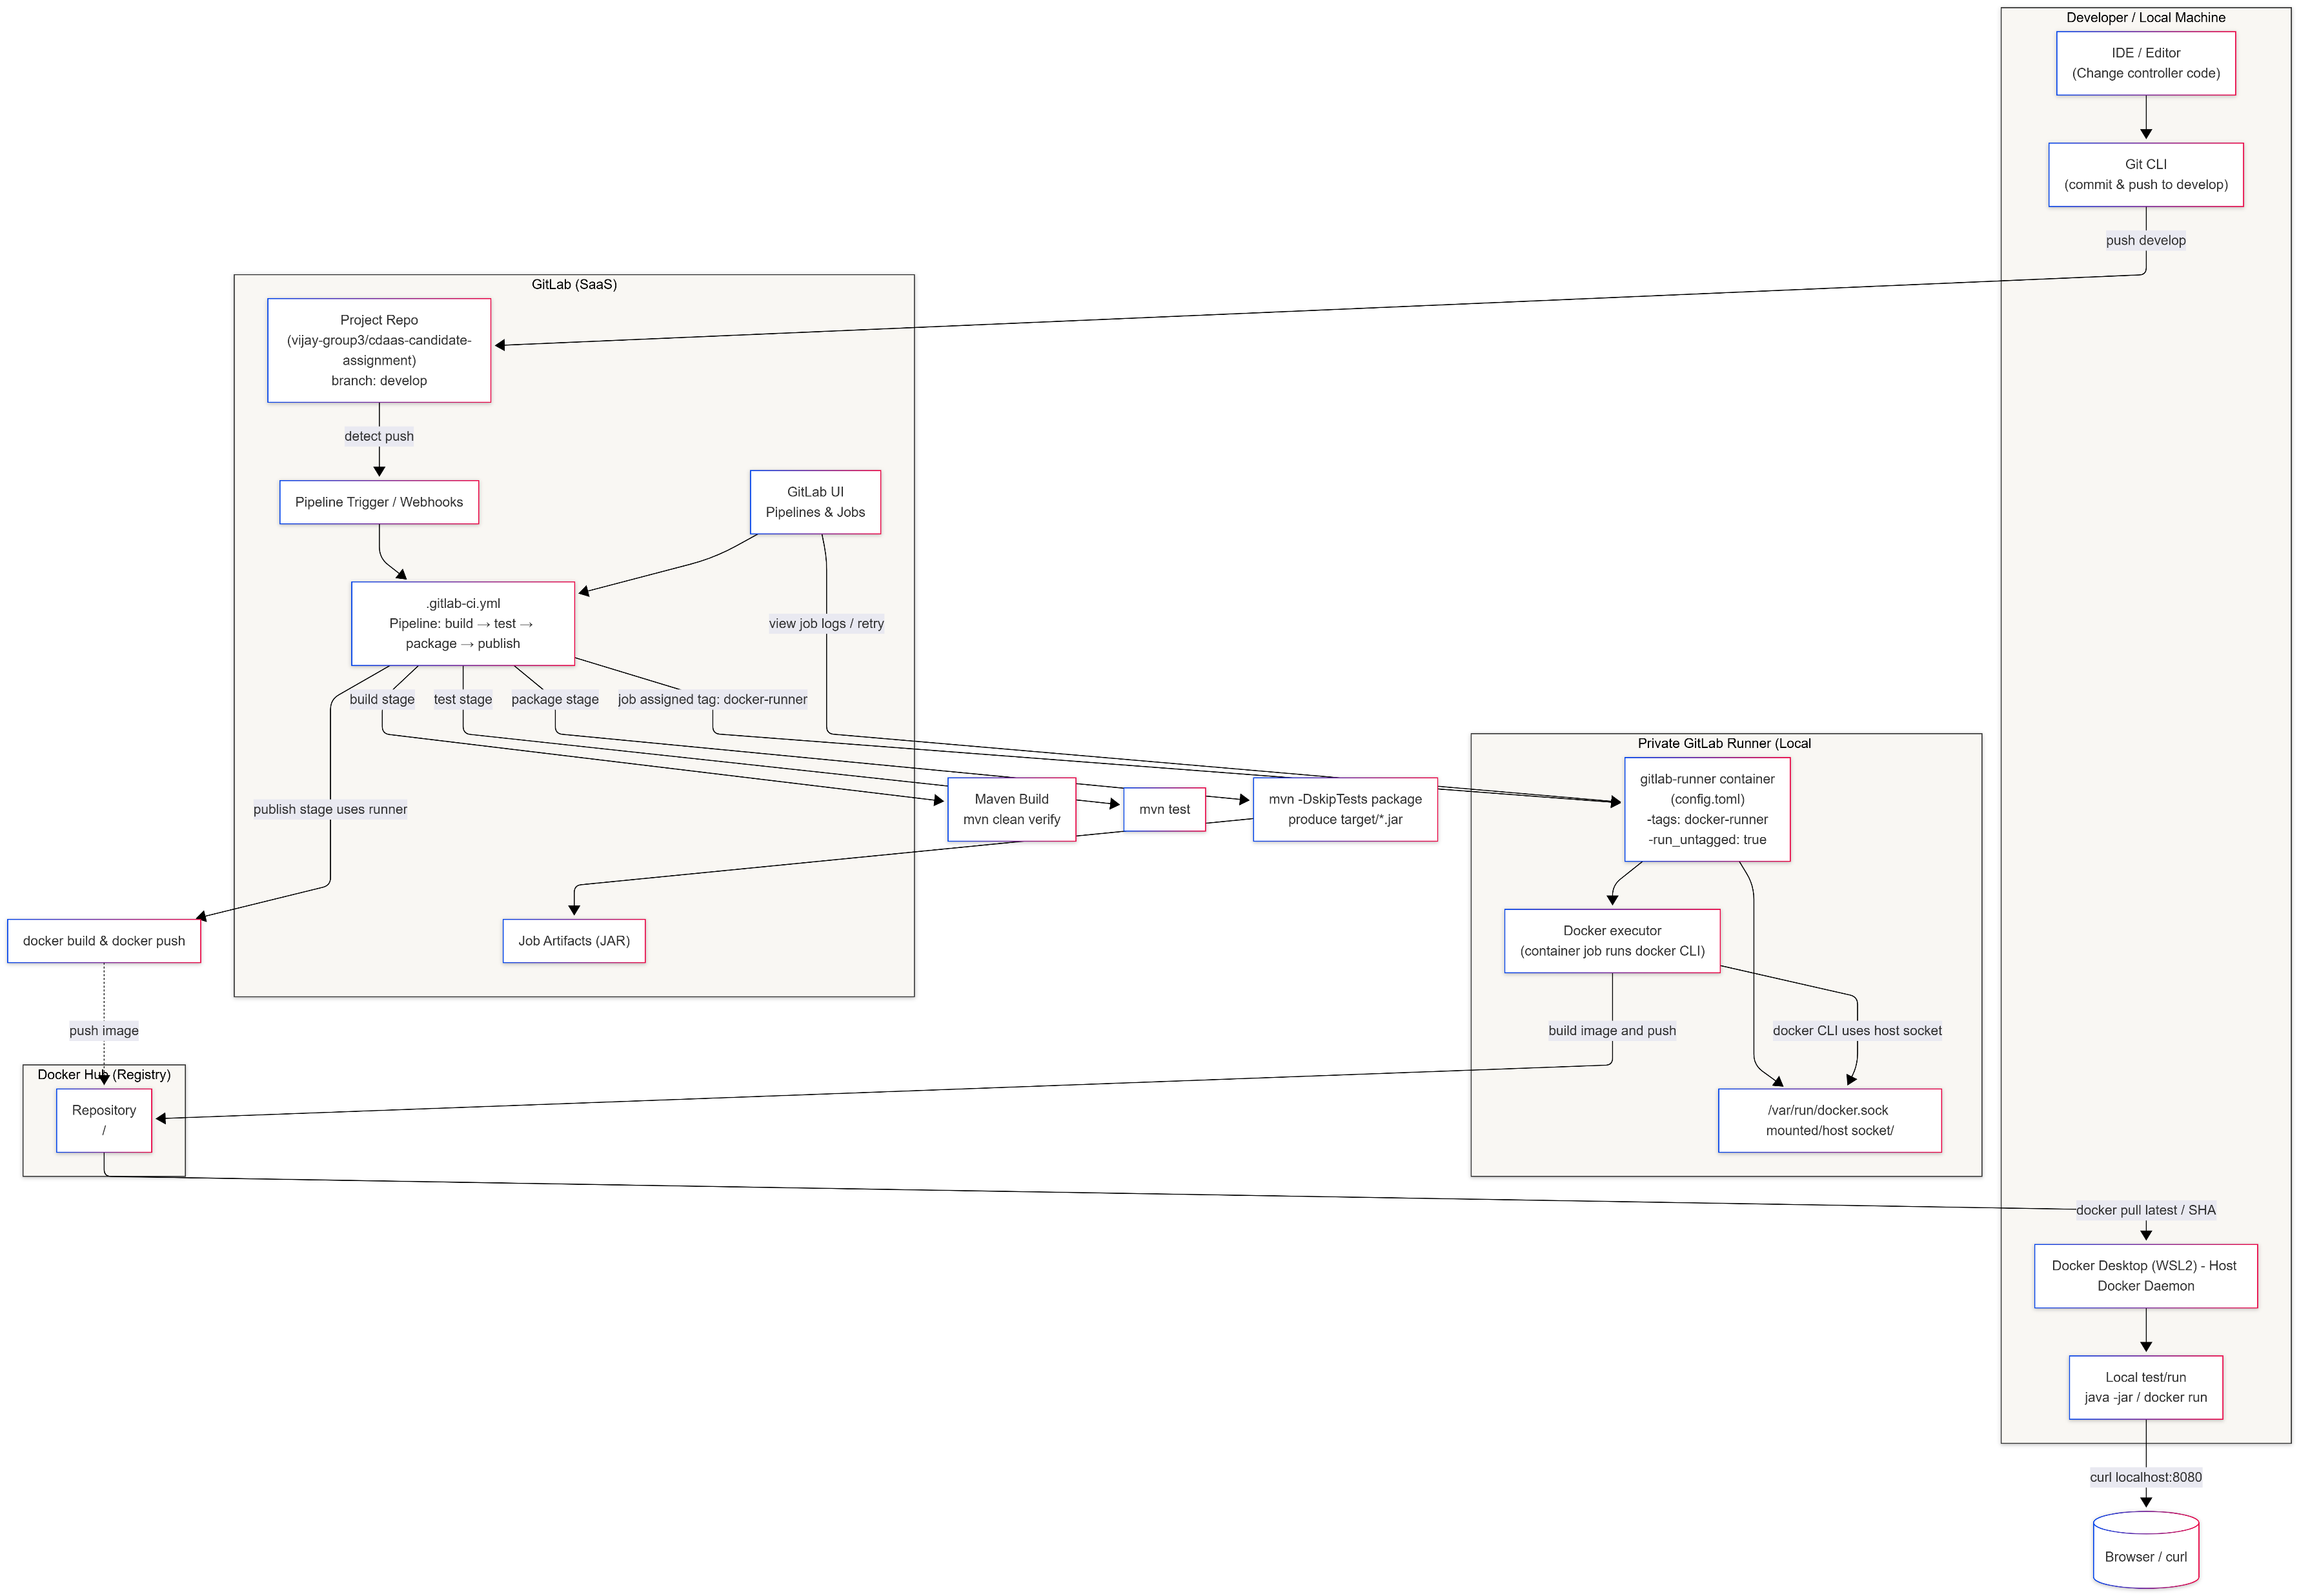 Developer / Local Machine
IDE / Editor
(Change controller code)
Git CLI
(commit & push to develop)
push develop
GitLab (SaaS)
Project Repo
(vijay-group3/cdaas-candidate-
assignment)
branch: develop
detect push
Pipeline Trigger / Webhooks
GitLab UI
Pipelines & Jobs
.gitlab-ci.yml
Pipeline: build → test →
package → publish
view job logs / retry
build stage
test stage
package stage
job assigned tag: docker-runner
publish stage uses runner
Private GitLab Runner (Local
gitlab-runner container
(config.toml)
-tags: docker-runner
-run_untagged: true
Maven Build
mvn clean verify
mvn test
mvn -DskipTests package
produce target/*.jar
docker build & docker push
Job Artifacts (JAR)
Docker executor
(container job runs docker CLI)
push image
build image and push
docker CLI uses host socket
Docker Hub (Registry)
Repository
/
/var/run/docker.sock
mounted/host socket/
docker pull latest / SHA
Docker Desktop (WSL2) - Host
Docker Daemon
Local test/run
java -jar / docker run
curl localhost:8080
Browser / curl